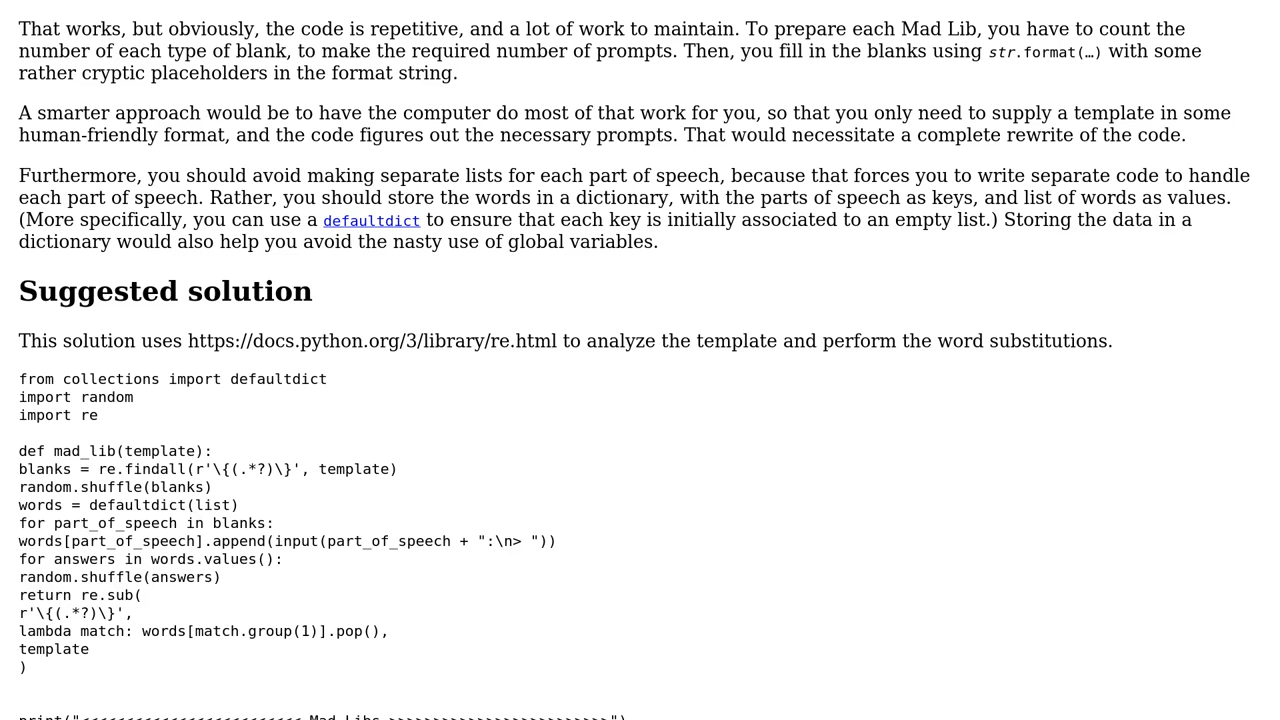 That works, but obviously, the code is repetitive, and a lot of work to maintain. To prepare each Mad Lib, you have to count the
number of each type of blank, to make the required number of prompts. Then, you fill in the blanks using str.format(…) with some
rather cryptic placeholders in the format string.
A smarter approach would be to have the computer do most of that work for you, so that you only need to supply a template in some
human-friendly format, and the code figures out the necessary prompts. That would necessitate a complete rewrite of the code.
Furthermore, you should avoid making separate lists for each part of speech, because that forces you to write separate code to handle
each part of speech. Rather, you should store the words in a dictionary, with the parts of speech as keys, and list of words as values.
(More specifically, you can use a defaultdict to ensure that each key is initially associated to an empty list.) Storing the data in a
dictionary would also help you avoid the nasty use of global variables.
Suggested solution
This solution uses https://docs.python.org/3/library/re.html to analyze the template and perform the word substitutions.
from collections import defaultdict
import random
import re
def mad_lib(template):
blanks = re.findall(r'\{(.*?)\}', template)
random.shuffle(blanks)
words = defaultdict(list)
for part_of_speech in blanks:
words[part_of_speech].append(input(part_of_speech + ":\n> "))
for answers in words.values():
random.shuffle(answers)
return re.sub(
r'\{(.*?)\}',
lambda match: words[match.group(1)].pop(),
template
)
print("<<<<<<<<<<<<<<<<<<<<<<<<< Mad Libs >>>>>>>>>>>>>>>>>>>>>>>>>")